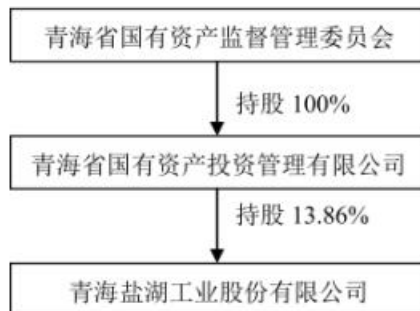 青海省国有资产监督管理委员会
持股 100%
青海省国有资产投资管理有限公司
持股 13.86%
青海盐湖工业股份有限公司